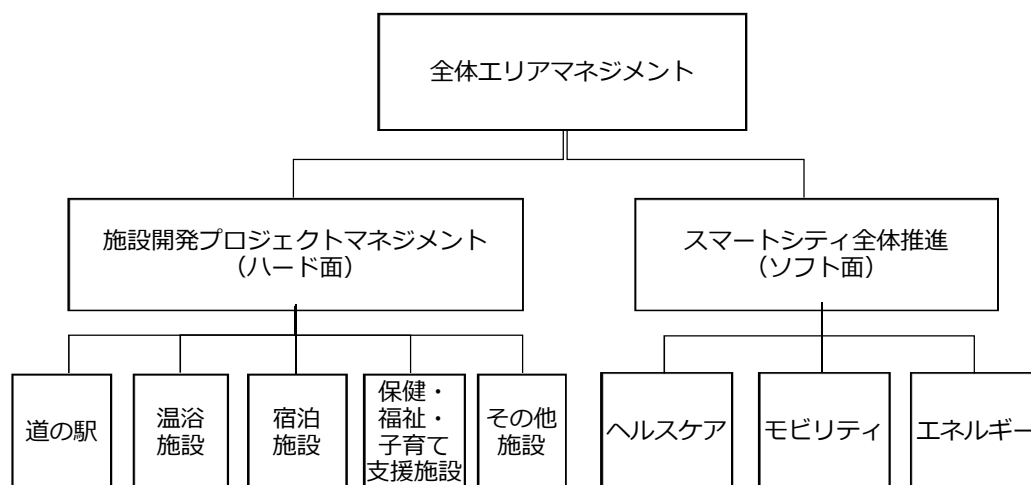 全体エリアマネジメント
施設開発プロジェクトマネジメント
（ハード面）
スマートシティ全体推進
（ソフト面）
道の駅
温浴
施設
宿泊
施設
保健・
福祉・
子育て
支援施設
その他
施設
ヘルスケア
モビリティ
エネルギー